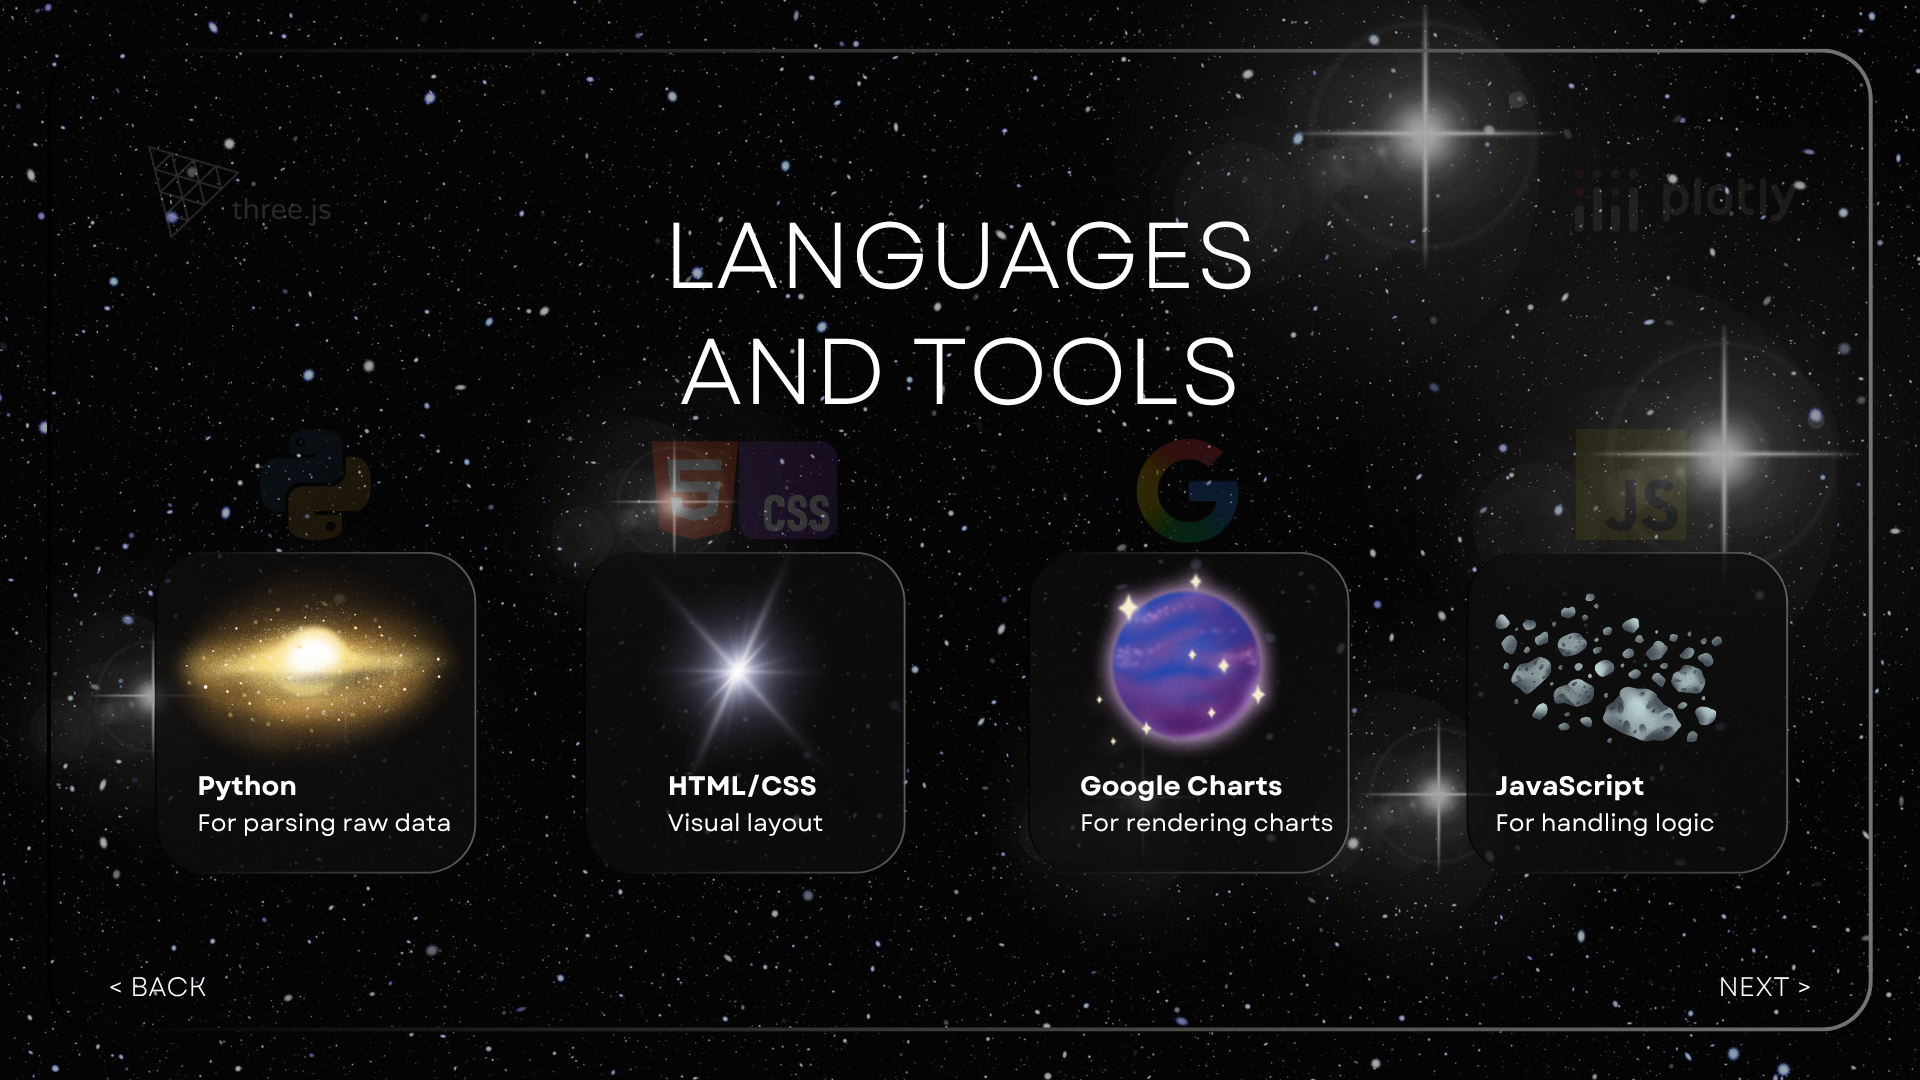 three.js
plotly
LANGUAGES
AND TOOLS
5
CSS
G
JS
Python
For parsing raw data
HTML/CSS
Visual layout
Google Charts
For rendering charts
JavaScript
For handling logic
< BACK
NEXT >